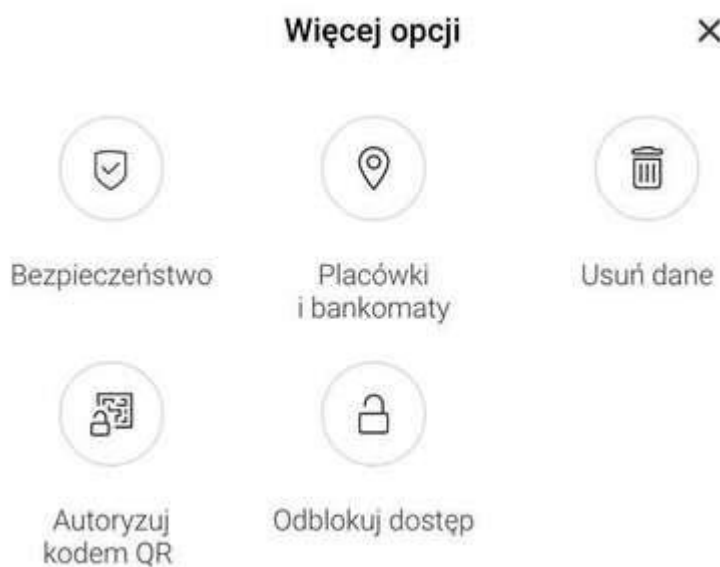 Więcej opcji
Bezpieczeństwo
Placówki
i bankomaty
Usuń dane
Autoryzuj
kodem QR
Odblokuj dostęp